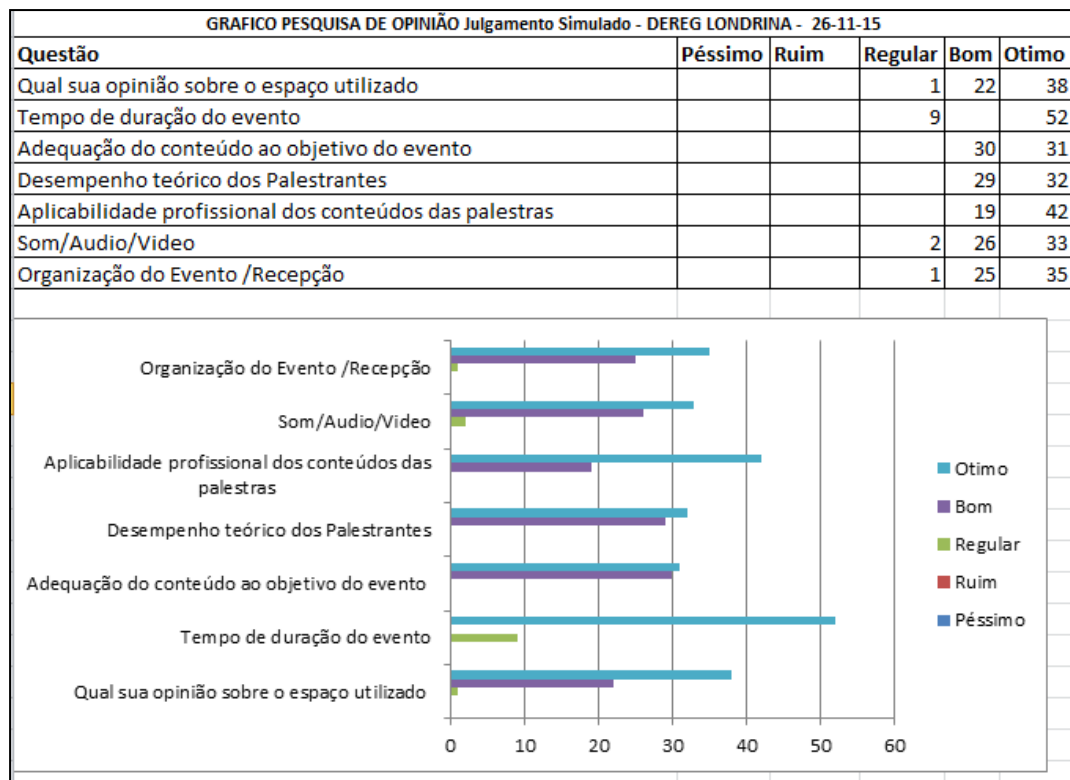 GRAFICO PESQUISA DE OPINIÃO Julgamento Simulado - DEREG LONDRINA - 26-11-15
Questão Péssimo Ruim Regular Bom Otimo
Qual sua opinião sobre o espaço utilizado 1 22 38
Tempo de duração do evento 9 52
Adequação do conteúdo ao objetivo do evento 30 31
Desempenho teórico dos Palestrantes 29 32
Aplicabilidade profissional dos conteúdos das palestras 19 42
Som/Audio/Video 2 26 33
Organização do Evento /Recepção 1 25 35
Organização do Evento /Recepção
Som/Audio/Video
Aplicabilidade profissional dos conteúdos das
palestras
Desempenho teórico dos Palestrantes
Adequação do conteúdo ao objetivo do evento
Tempo de duração do evento
Qual sua opinião sobre o espaço utilizado
0 10 20 30 40 50 60
Otimo
Bom
Regular
Ruim
Péssimo